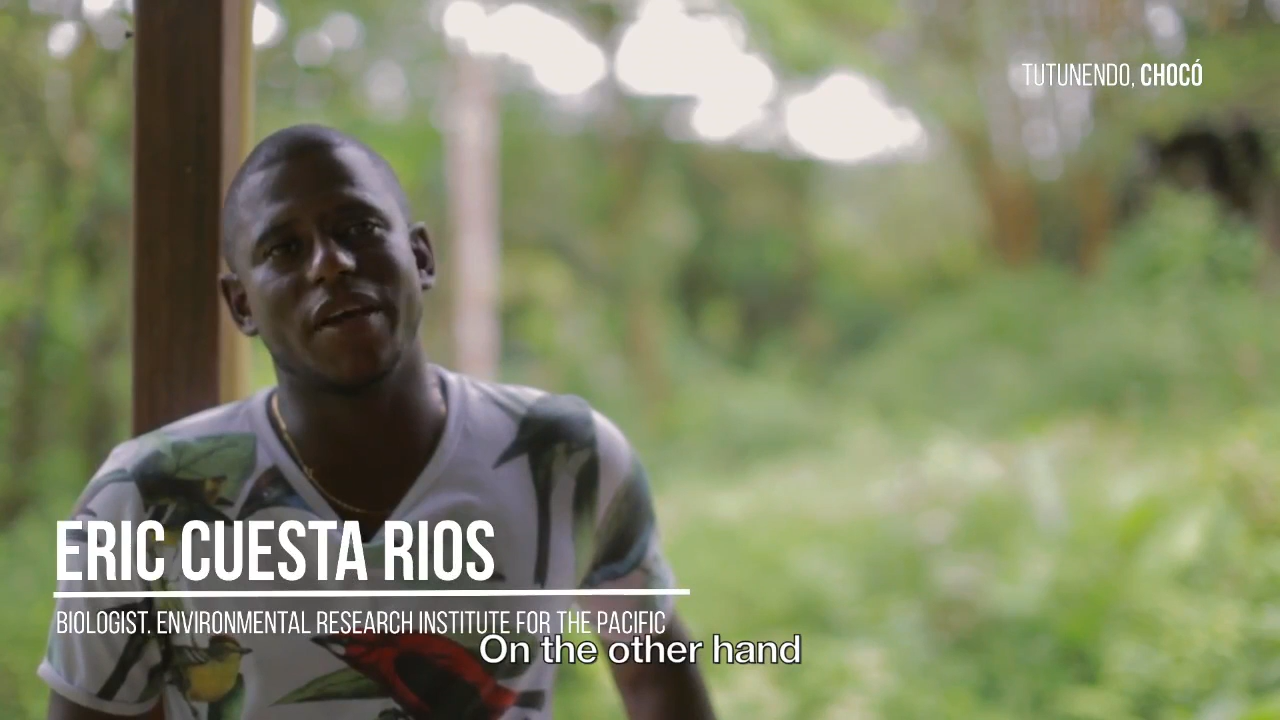 TUTUNENDO, CHOCÓ
ERIC CUESTA RIOS
BIOLOGIST. ENVIRONMENTAL RESEARCH INSTITUTE FOR THE PACIFIC
On the other hand